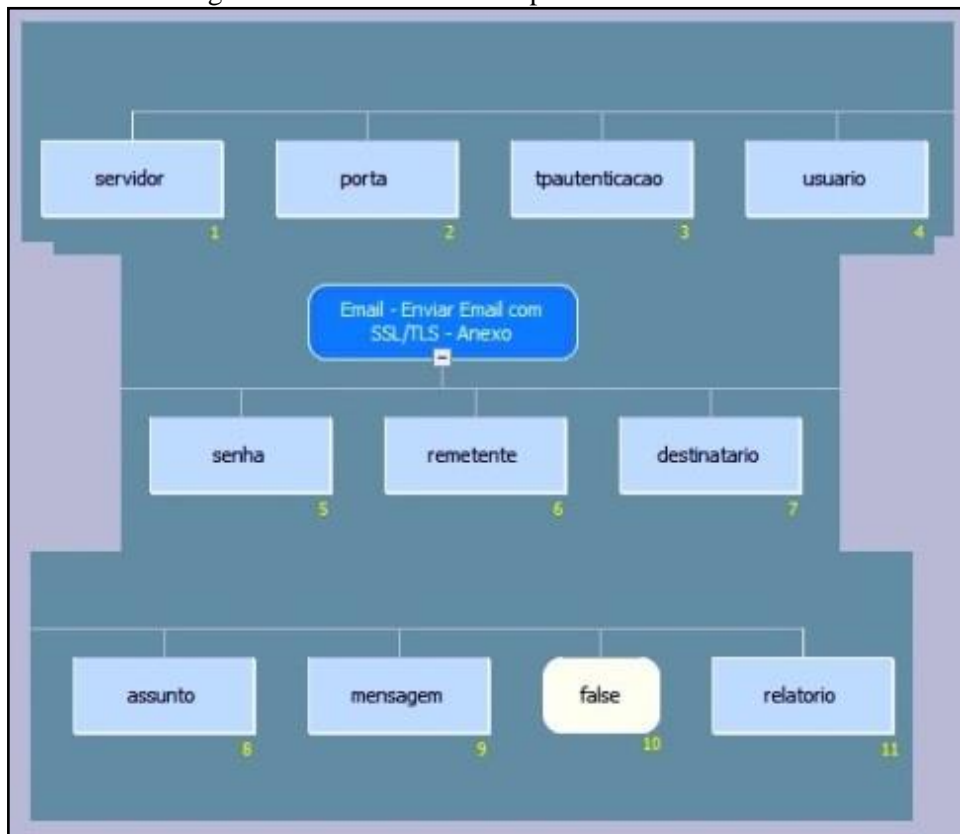 servidor
porta
tpautenticacao
usuario
1
2
3
4
Email - Enviar Email com
SSL/TLS - Anexo
senha
remetente
destinatario
5
6
7
assunto
mensagem
false
relatorio
8
9
10
11